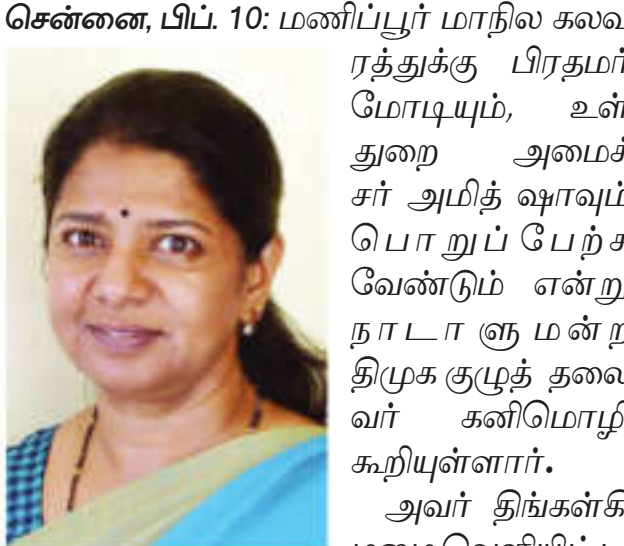 சென்னை, பிப். 10: மணிப்பூர் மாநில கலவ
ரத்துக்கு பிரதமர்
மோடியும், உள்
துறை அமைச்
சர் அமித் ஷாவும்
பொறுப் பேற்க
வேண்டும் என்று
நாடாளுமன்ற
திமுக குழுத் தலை
வர் கனிமொழி
கூறியுள்ளார்.
அவர் திங்கள்கி